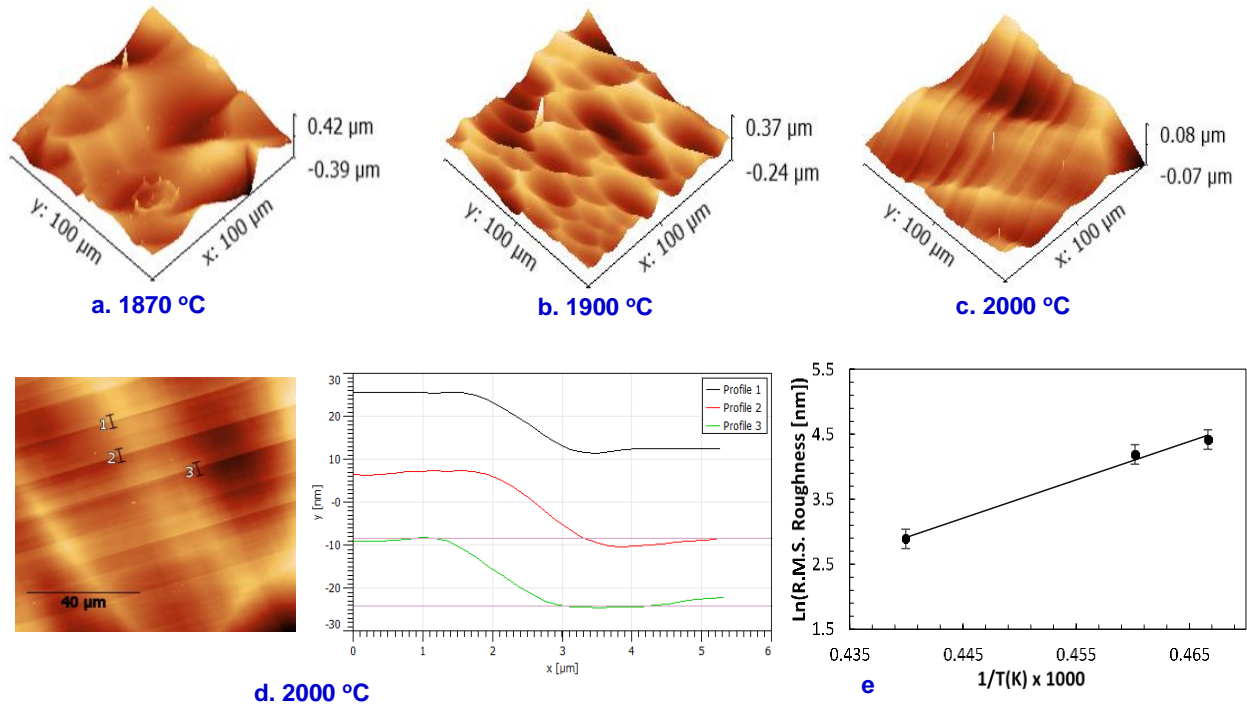 0.42 µm
-0.39 µm
y: 100 µm
x: 100 µm
a. 1870 ºC
0.37 µm
-0.24 µm
y: 100 µm
x: 100 µm
b. 1900 ºC
0.08 µm
-0.07 µm
y: 100 µm
x: 100 µm
c. 2000 ºC
1
2
3
40 µm
30
20
10
-0
-10
-20
-30
y [nm]
Profile 1
Profile 2
Profile 3
0 1 2 3 4 5 6
x [µm]
d. 2000 ºC
5.5
4.5
3.5
2.5
1.5
Ln(R.M.S. Roughness [nm])
0.435 0.445 0.455 0.465
1/T(K) x 1000
e